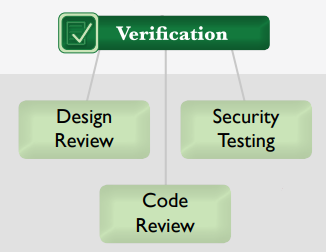 Verification
Design
Review
Security
Testing
Code
Review